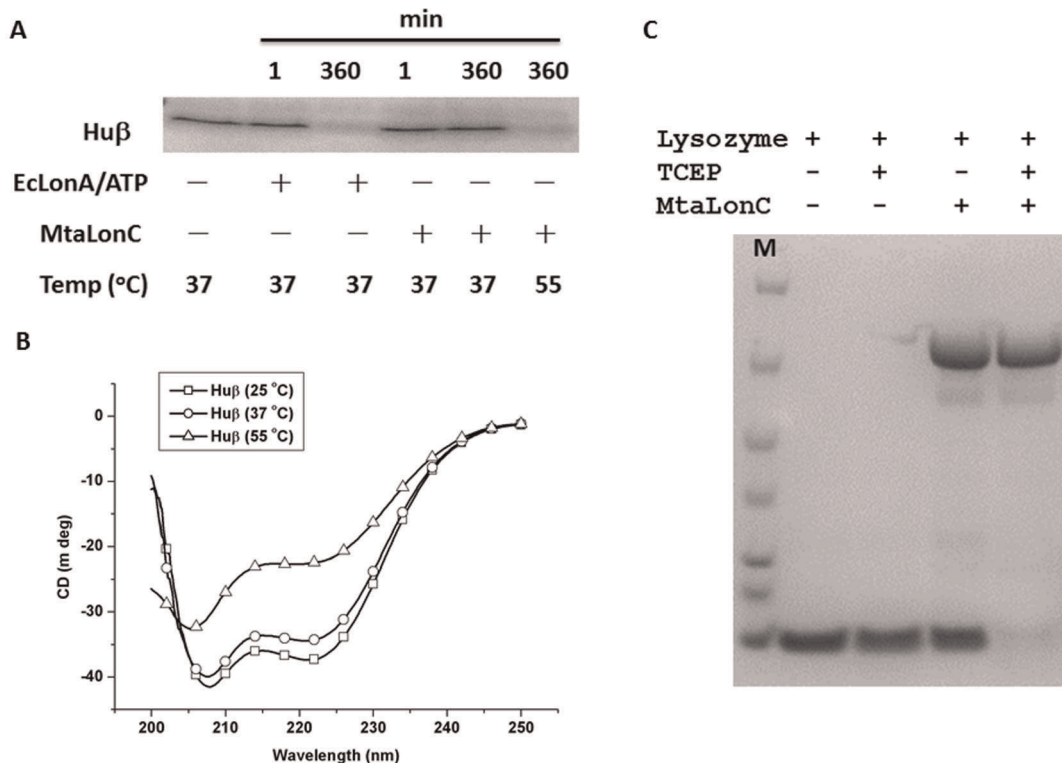 A
min
1 360 1 360 360
Huβ
EcLonA/ATP − + + − − −
MtaLonC − − − + + +
Temp (°C) 37 37 37 37 37 55
B
Huβ (25 °C)
Huβ (37 °C)
Huβ (55 °C)
0
-10
-20
-30
-40
CD (m deg)
200 210 220 230 240 250
Wavelength (nm)
C
Lysozyme + + + +
TCEP - + - +
MtaLonC - - + +
M